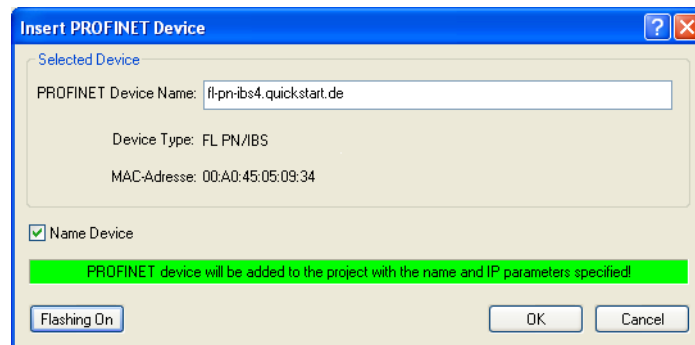 Insert PROFINET Device
?
X
Selected Device
PROFINET Device Name: fl-pn-ibs4.quickstart.de
Device Type: FL PN/IBS
MAC-Adresse: 00:A0:45:05:09:34
Name Device
PROFINET device will be added to the project with the name and IP parameters specified!
Flashing On OK Cancel